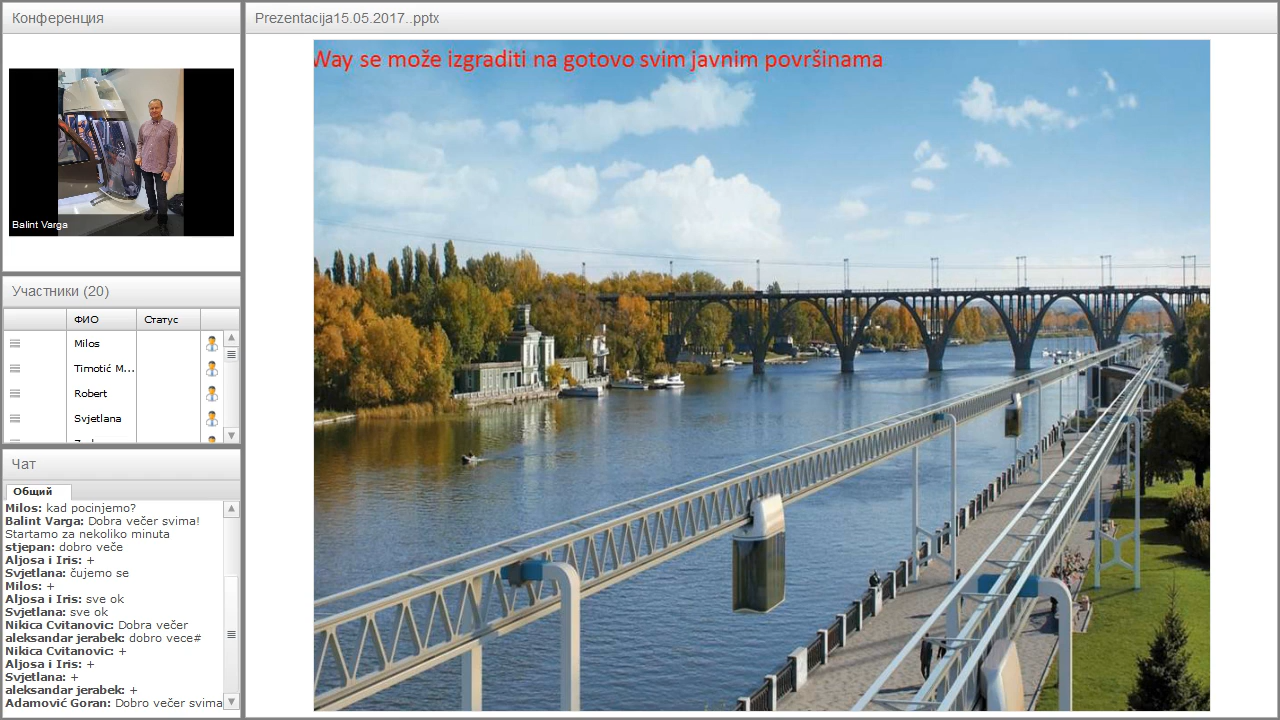 Конференция
Balint Varga
Участники (20)
ФИО Статус
Milos
Robert
Svjetlana
Чат
Общий
Milos: kad pocinjemo?
Balint Varga: Dobra večer svima!
Startamo za nekoliko minuta
stjepan: dobro veče
Aljosa i Iris: +
Svjetlana: čujemo se
Milos: +
Aljosa i Iris: sve ok
Svjetlana: sve ok
Nikica Cvitanovic: Dobra večer
aleksandar jerabek: dobro vece#
Nikica Cvitanovic: +
Aljosa i Iris: +
Svjetlana: +
aleksandar jerabek: +
Adamović Goran: Dobro večer svima
Prezentacija15.05.2017..pptx
Way se može izgraditi na gotovo svim javnim površinama